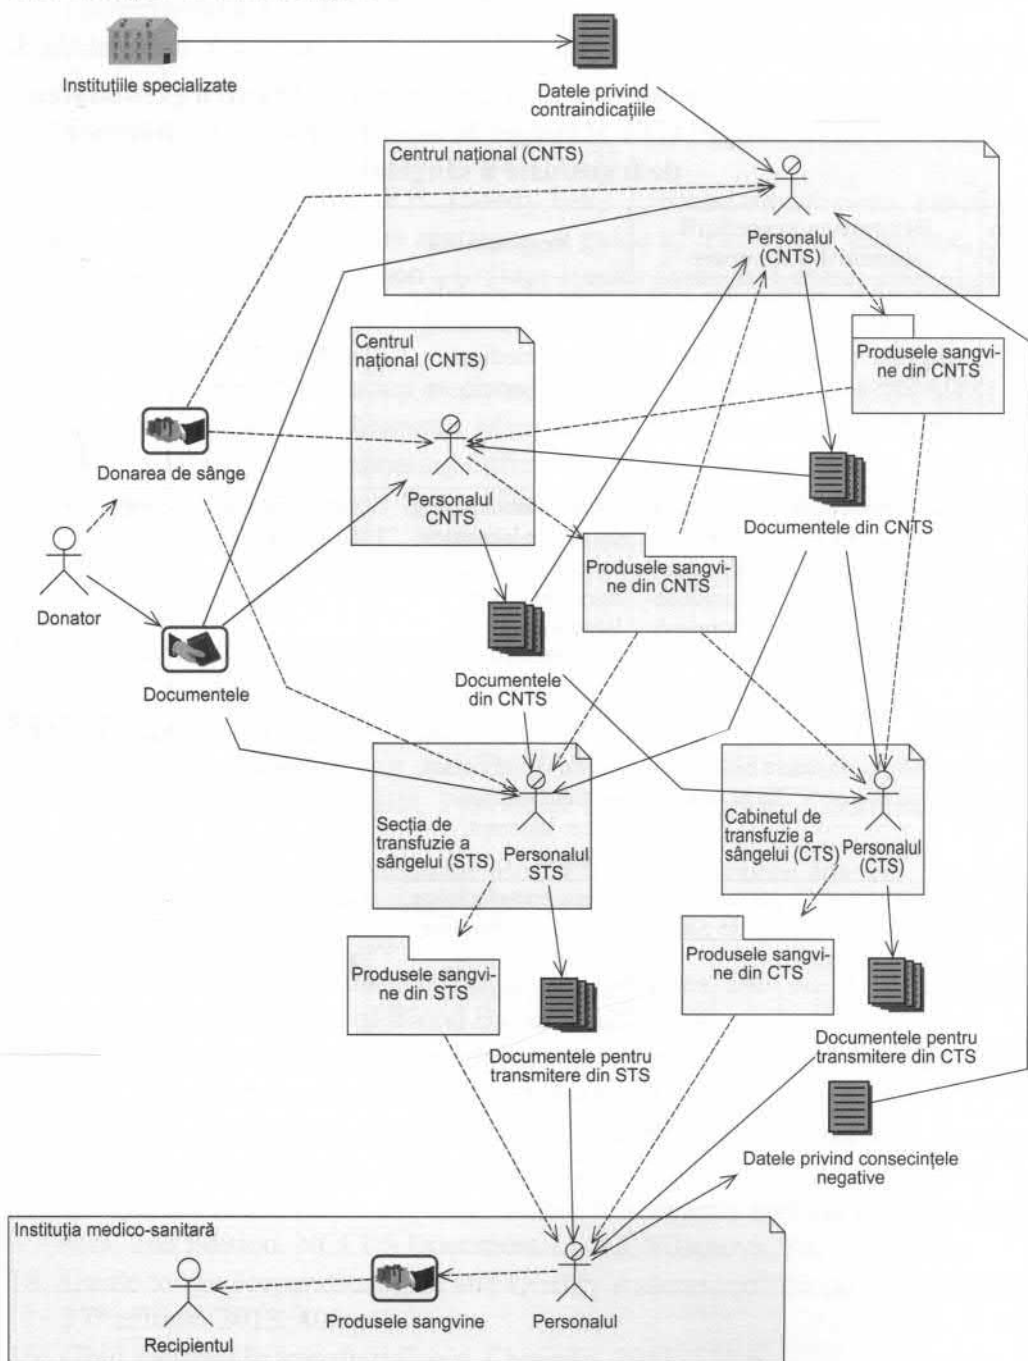 Instituțiile specializate
Datele privind
contraindicațiile
Centrul național (CNTS)
Personalul
(CNTS)
Centrul
național (CNTS)
Produsele sangvi-
ne din CNTS
Donarea de sânge
Personalul
CNTS
Documentele din CNTS
Produsele sangvi-
ne din CNTS
Donator
Documentele
Documentele
din CNTS
Secția de
transfuzie a
sângelui (STS)
Personalul
STS
Cabinetul de
transfuzie a
sângelui (CTS)
Personalul
(CTS)
Produsele sangvi-
ne din STS
Produsele sangvi-
ne din CTS
Documentele pentru
transmitere din STS
Documentele pentru
transmitere din CTS
Datele privind consecințele
negative
Instituția medico-sanitară
Recipientul
Produsele sangvine
Personalul